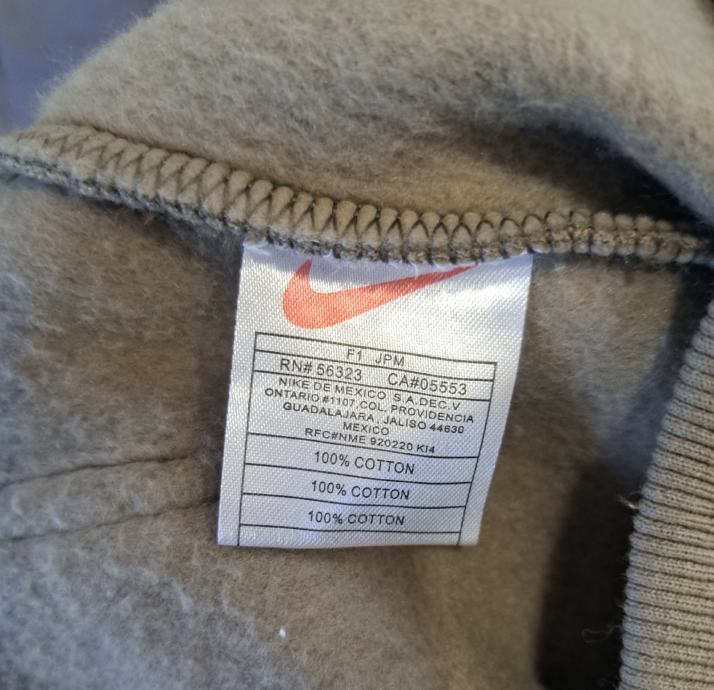 F1 JPM
RN# 56323 CA#05553
NIKE DE MEXICO S.A.DEC.V
ONTARIO #1107,COL. PROVIDENCIA
GUADALAJARA, JALISO 44630
MEXICO
RFC#NME 920220 KI4
100% COTTON
100% COTTON
100% COTTON